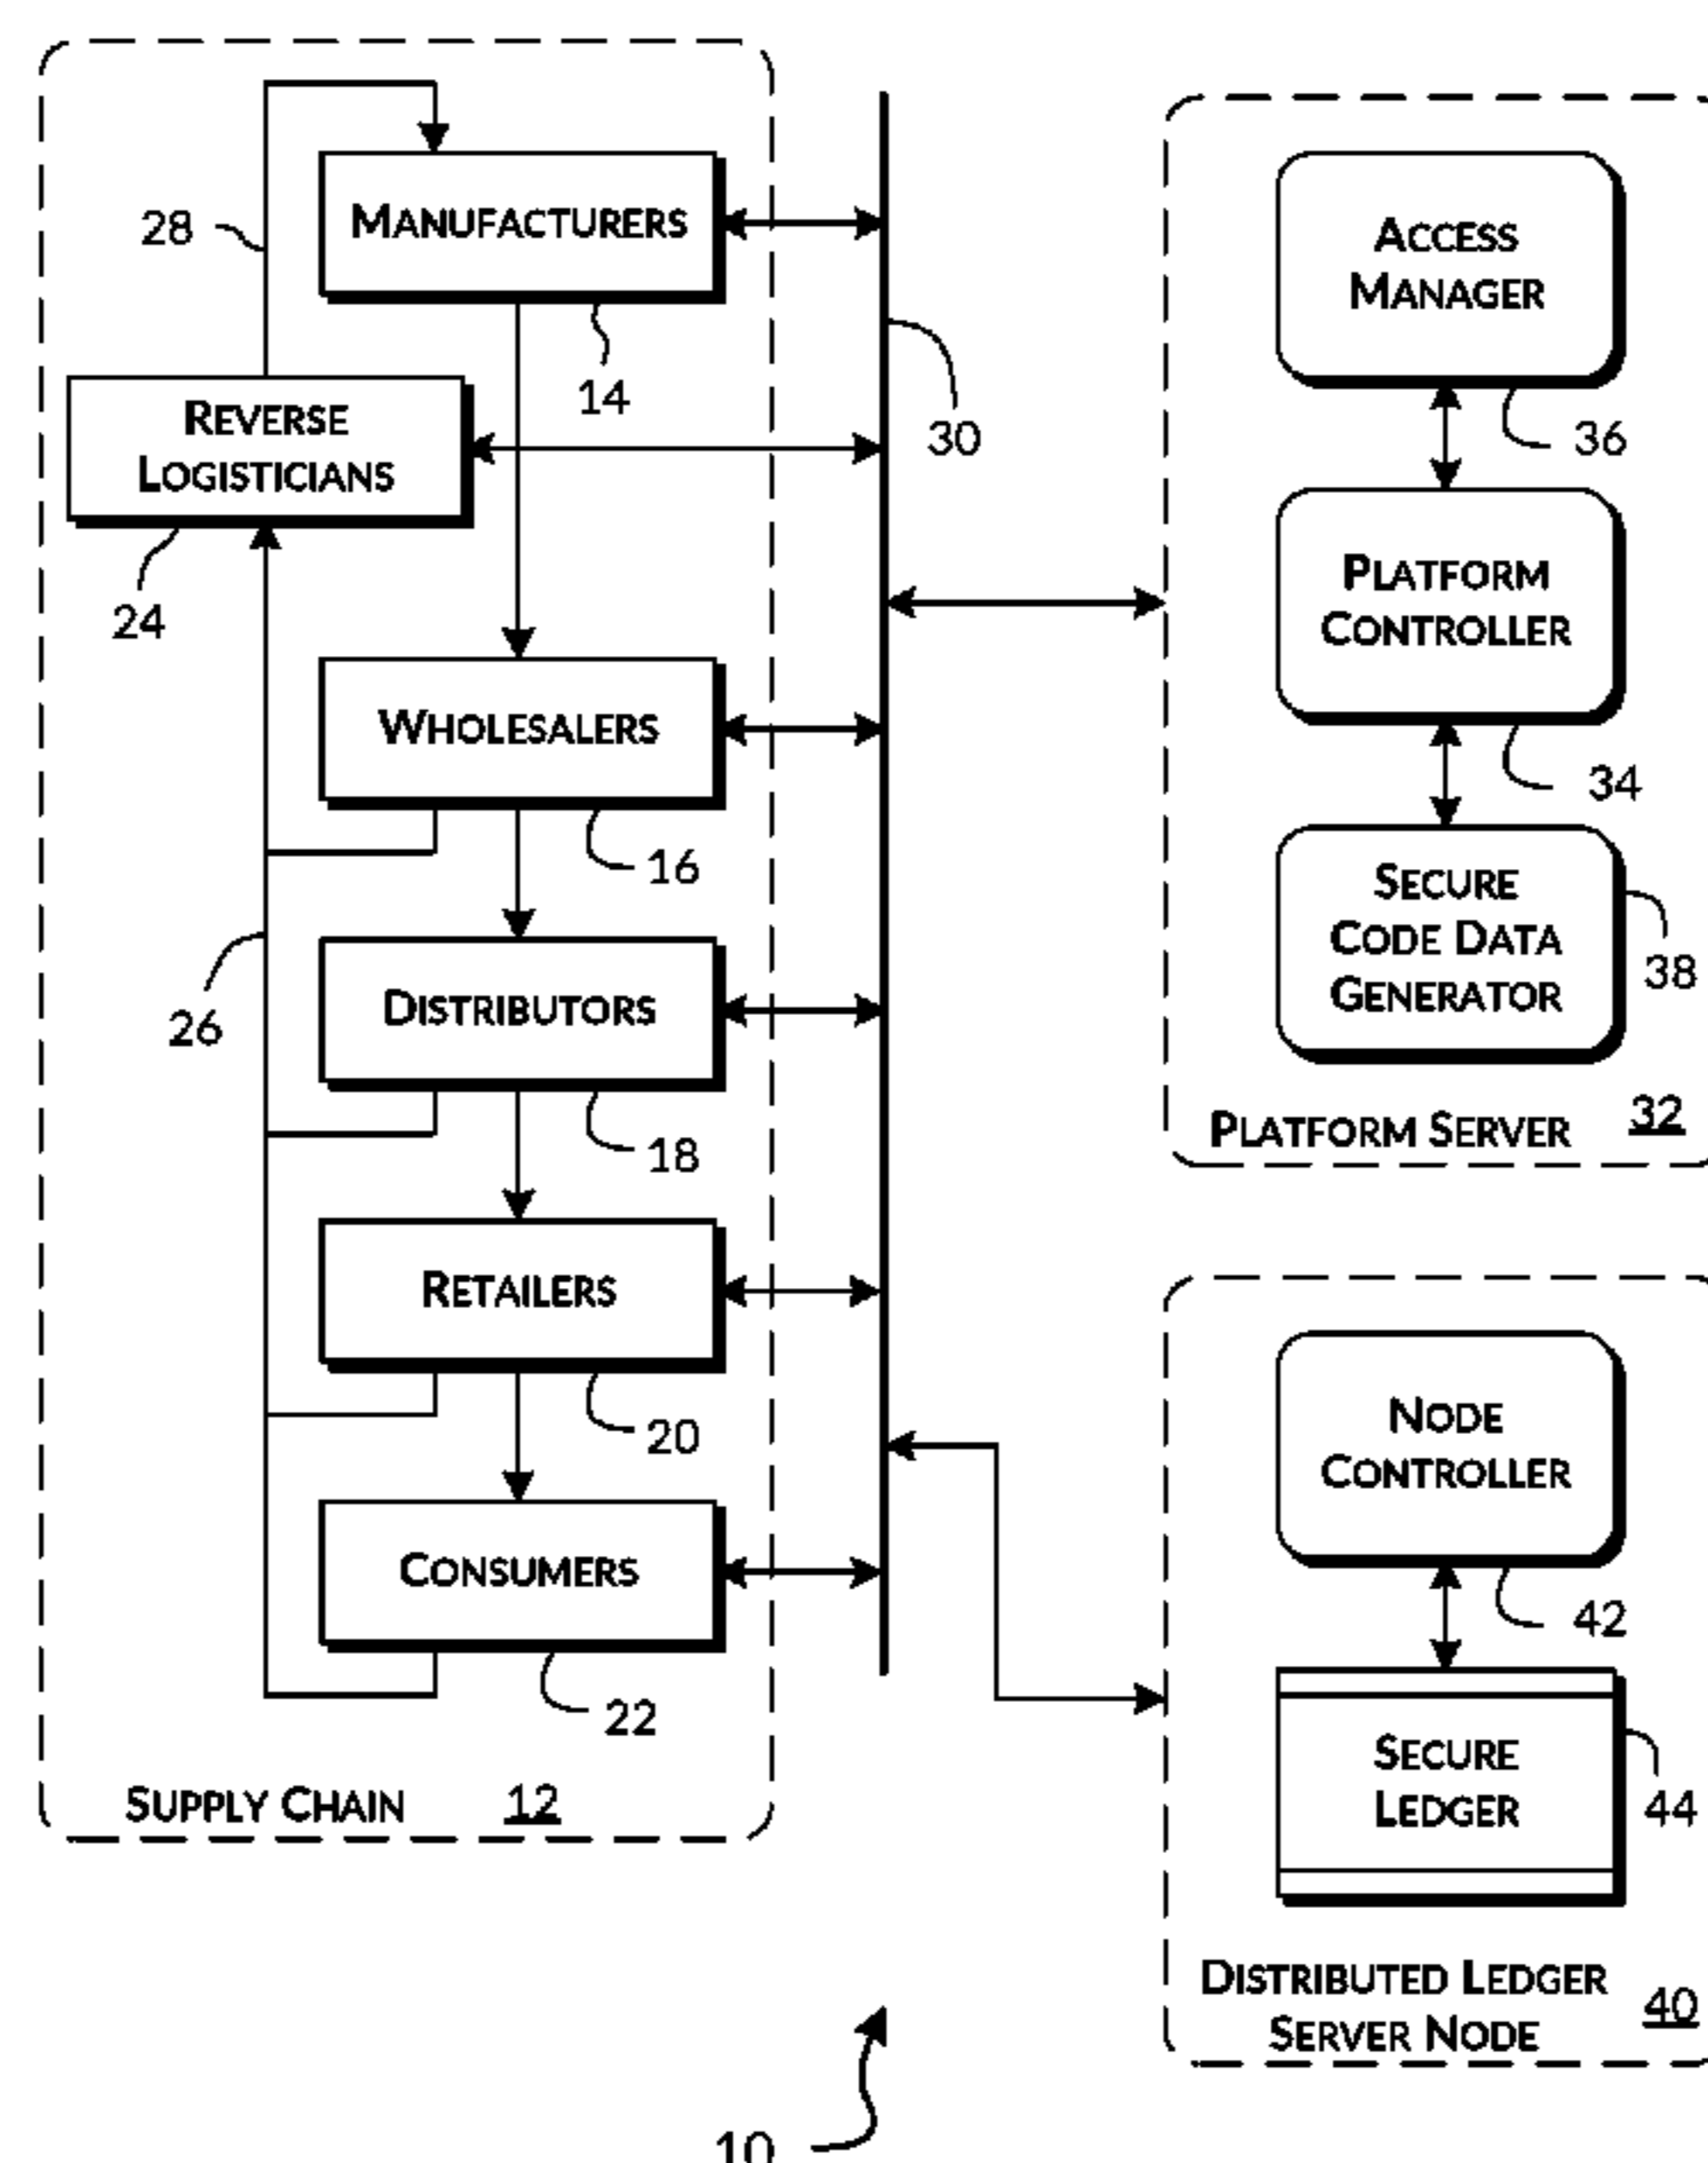 28
MANUFACTURERS
14
REVERSE
LOGISTICIANS
24
30
WHOLESALERS
16
26
DISTRIBUTORS
18
RETAILERS
20
CONSUMERS
22
SUPPLY CHAIN 12
ACCESS
MANAGER
36
PLATFORM
CONTROLLER
34
SECURE
CODE DATA
GENERATOR
38
PLATFORM SERVER 32
NODE
CONTROLLER
42
SECURE
LEDGER
44
DISTRIBUTED LEDGER
SERVER NODE
40
10